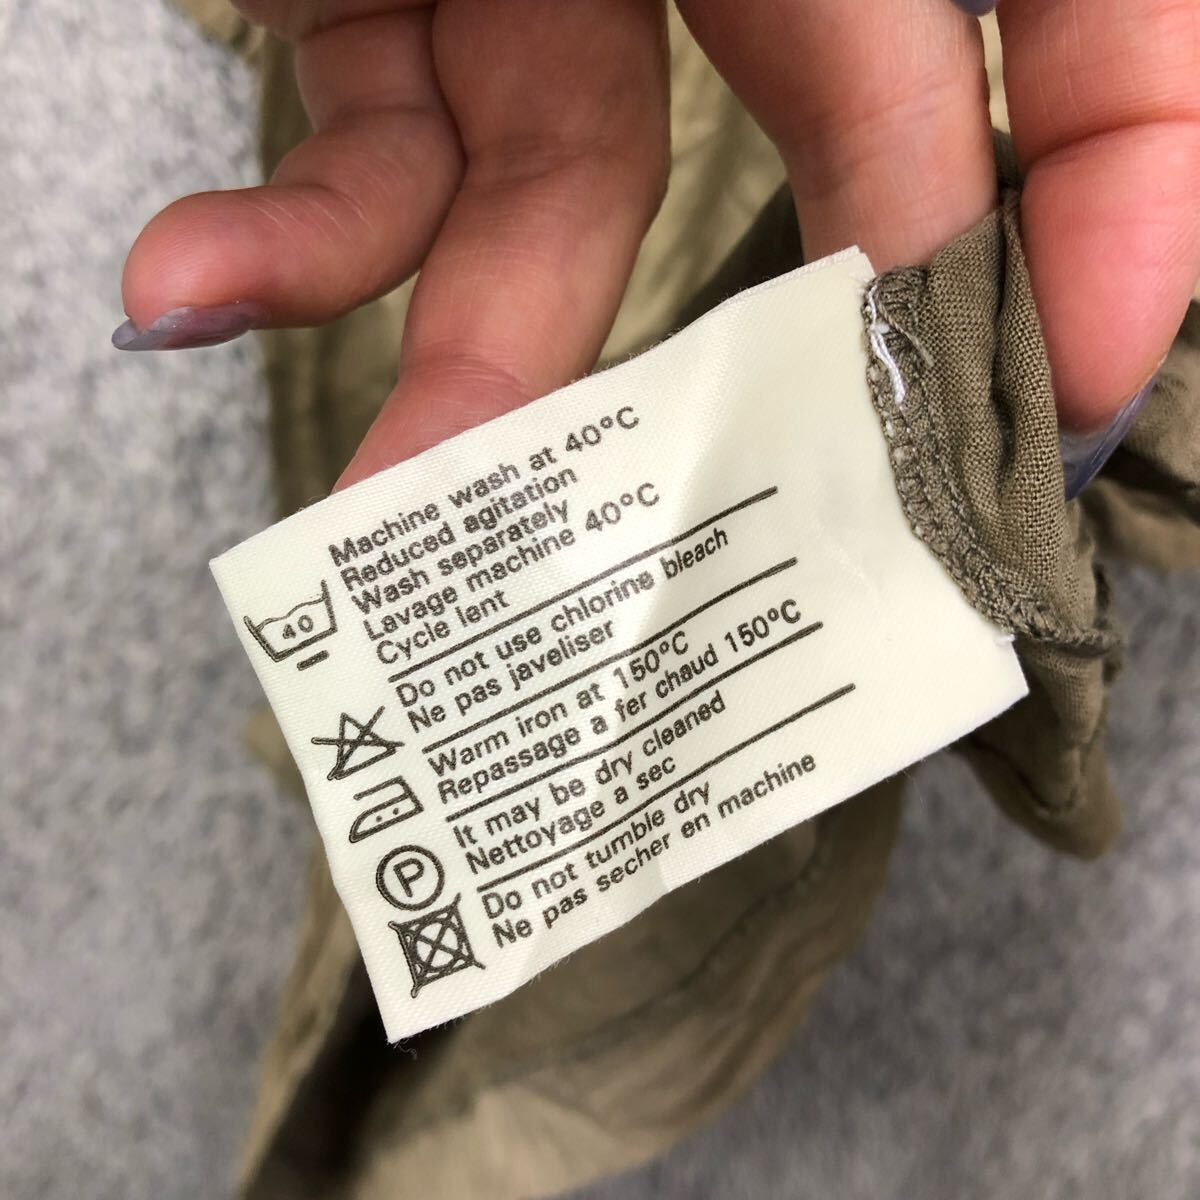 Machine wash at 40°C
Reduced agitation
Wash separately
Lavage machine 40°C
Cycle lent
40
Do not use chlorine bleach
Ne pas javeliser
Warm iron at 150°C
Repassage a fer chaud 150°C
It may be dry cleaned
Nettoyage a sec
P
Do not tumble dry
Ne pas secher en machine